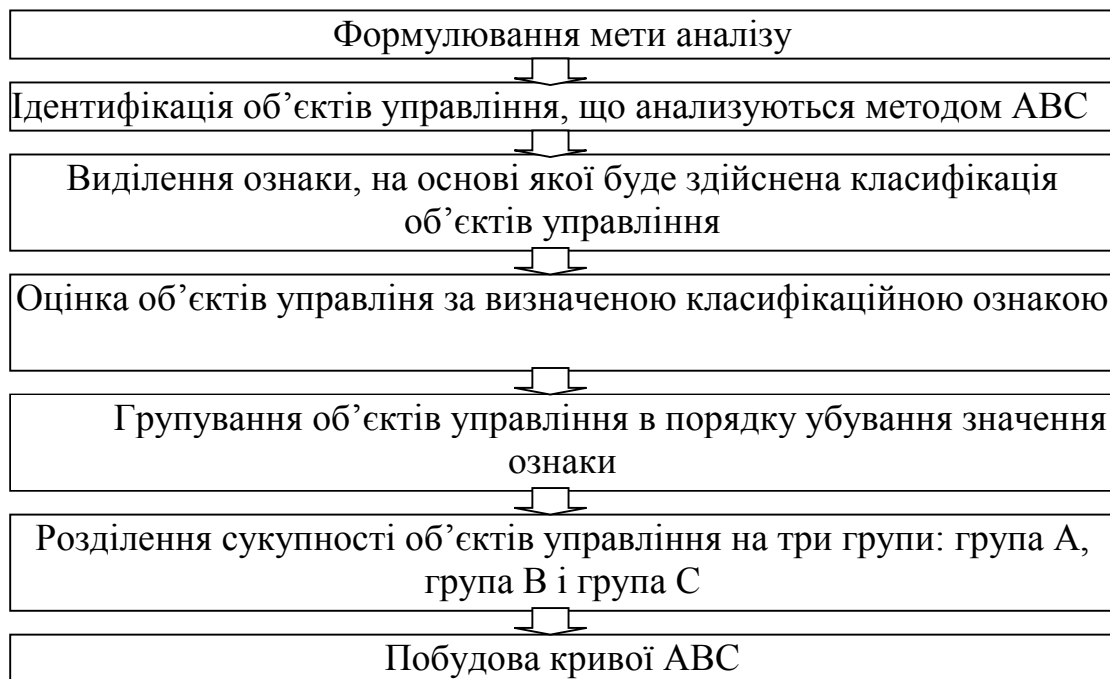 Формулювання мети аналізу
Ідентифікація об’єктів управління, що анализуються методом АВС
Виділення ознаки, на основі якої буде здійснена класифікація
об’єктів управління
Оцінка об’єктів управліня за визначеною класифікаційною ознакою
Групування об’єктів управління в порядку убування значення
ознаки
Розділення сукупності об’єктів управління на три групи: група А,
група В і група С
Побудова кривої АВС